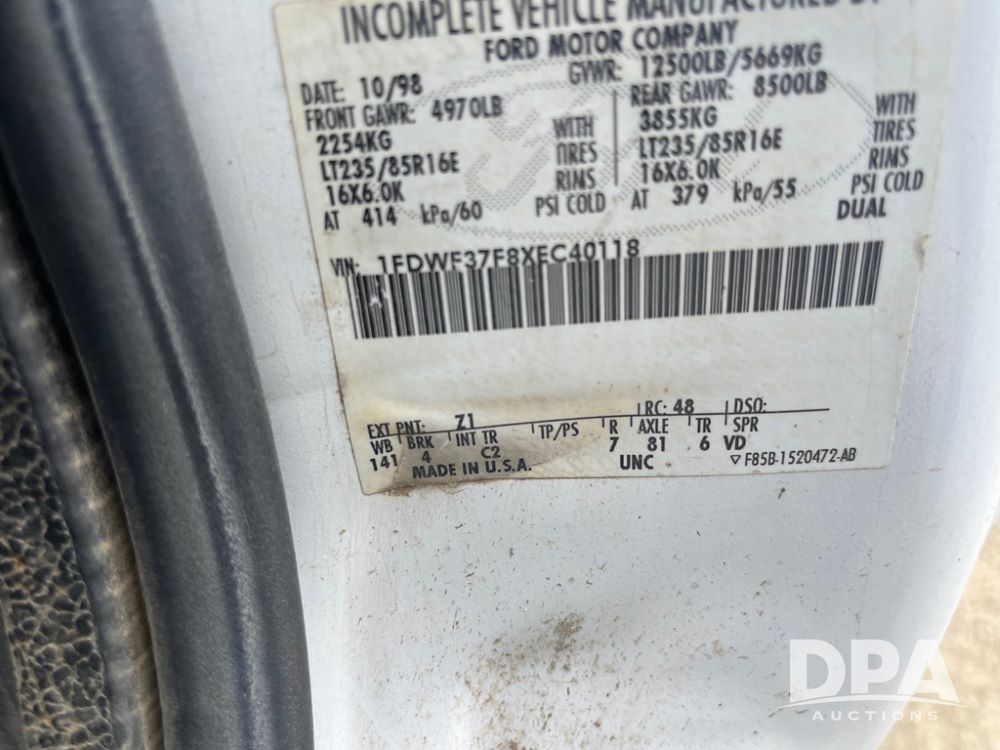 INCOMPLETE VEHICLE MANUFACTURED BY
FORD MOTOR COMPANY
DATE: 10/98 GVWR: 12500LB/5669KG
FRONT GAWR: 4970LB REAR GAWR: 8500LB
2254KG WITH 3855KG WITH
LT235/85R16E TIRES LT235/85R16E TIRES
16X6.0K RIMS 16X6.0K RIMS
AT 414 kPa/60 PSI COLD AT 379 kPa/55 PSI COLD
DUAL
VIN: 1FDWF37F8XEC40118
EXT PNT: Z1 RC: 48 DSO:
WB BRK INT TR TP/PS R AXLE TR SPR
141 4 C2 7 81 6 VD
MADE IN U.S.A. UNC ▽ F85B-1520472-AB
DPA
AUCTIONS